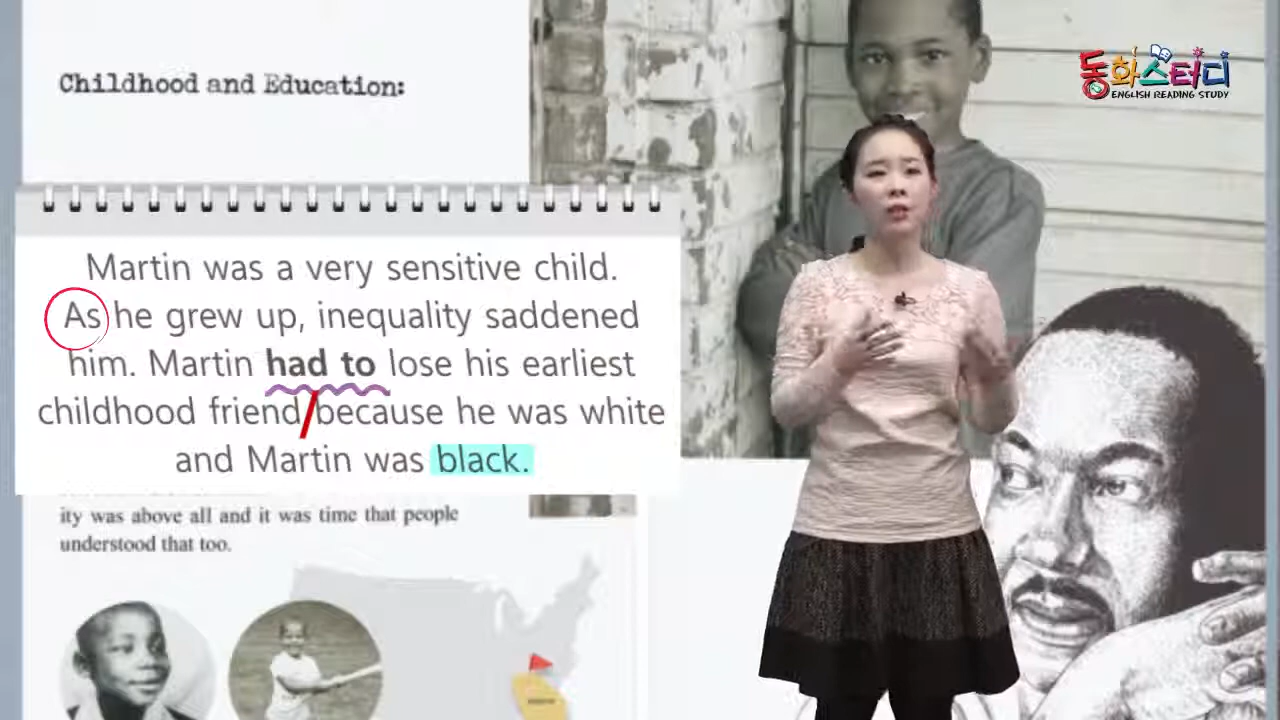 Childhood and Education:
동화스터디
ENGLISH READING STUDY
Martin was a very sensitive child.
As he grew up, inequality saddened
him. Martin had to lose his earliest
childhood friend/because he was white
and Martin was black.
ity was above all and it was time that people
understood that too.